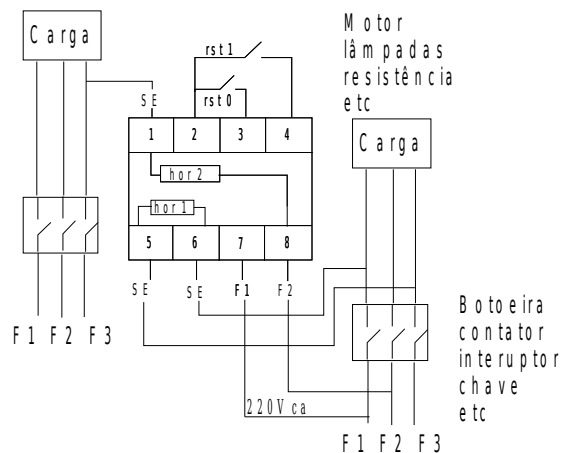 Carga
rst1
rst0
SE
1 2 3 4
hor2
hor1
5 6 7 8
SE SE F1 F2
F1 F2 F3
220Vca
Motor
lâmpadas
resistência
etc
Carga
Botoeira
contator
interuptor
chave
etc
F1 F2 F3